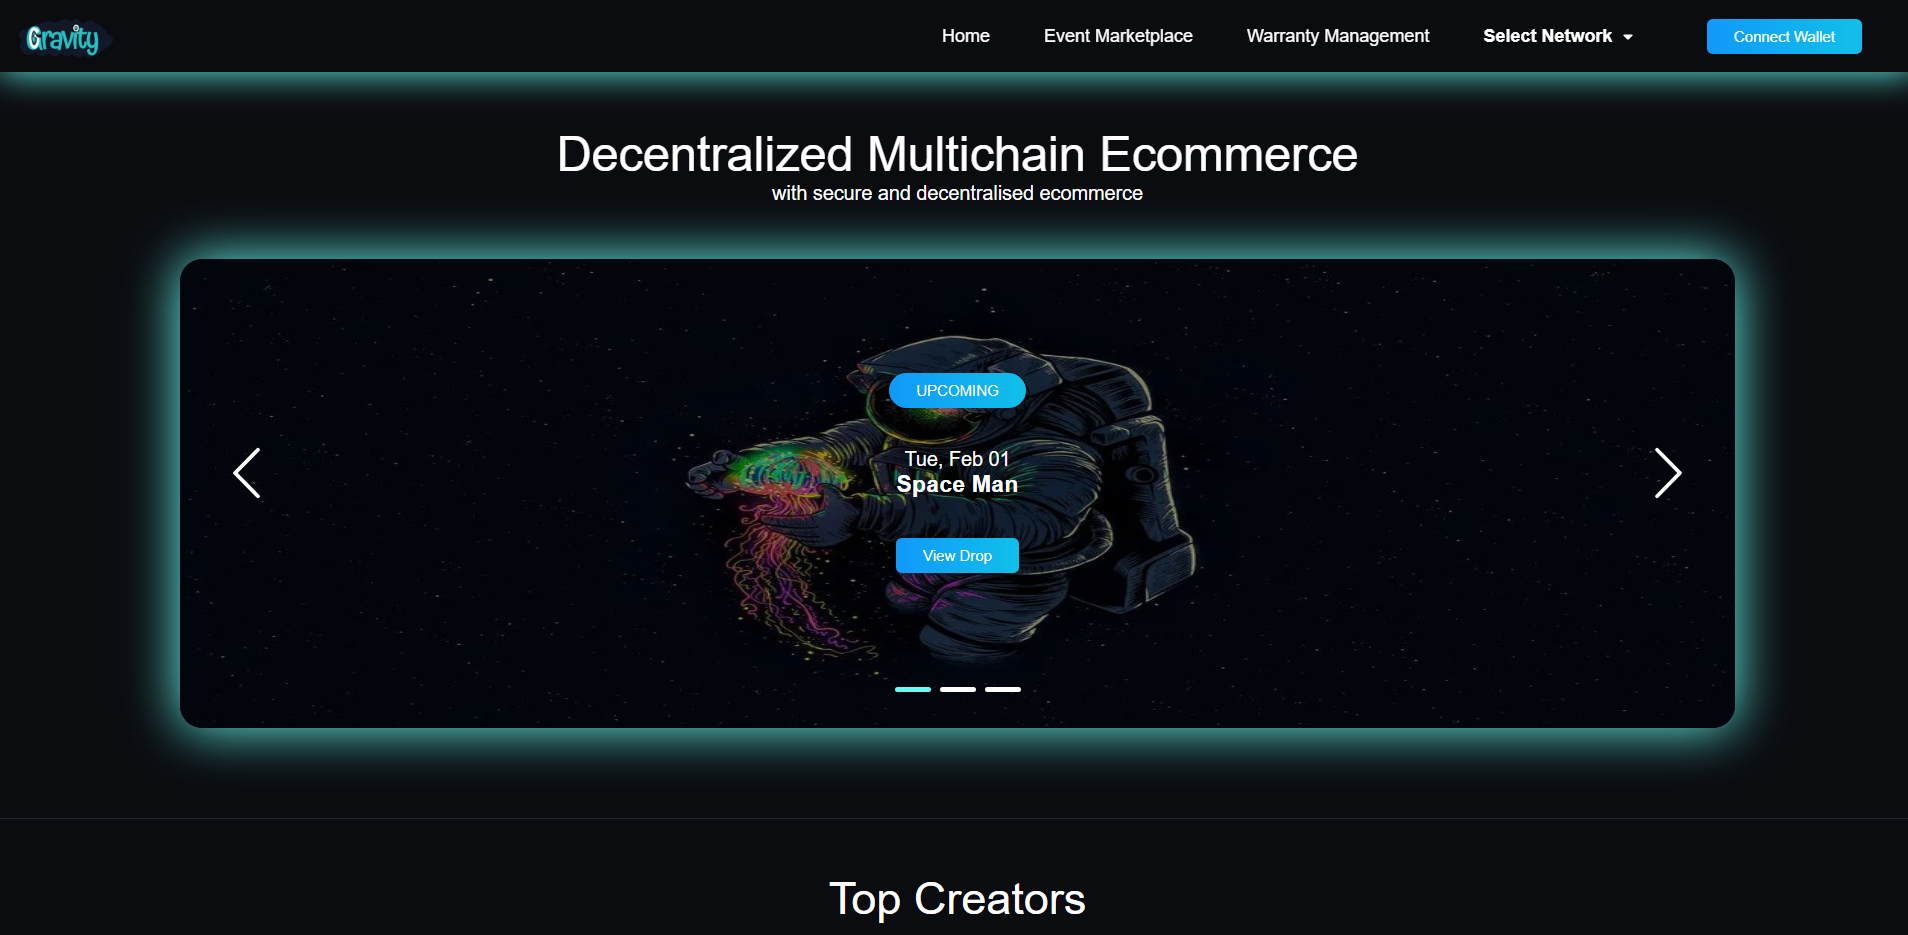 Gravity
Home
Event Marketplace
Warranty Management
Select Network
Connect Wallet
Decentralized Multichain Ecommerce
with secure and decentralised ecommerce
UPCOMING
Tue, Feb 01
Space Man
View Drop
Top Creators